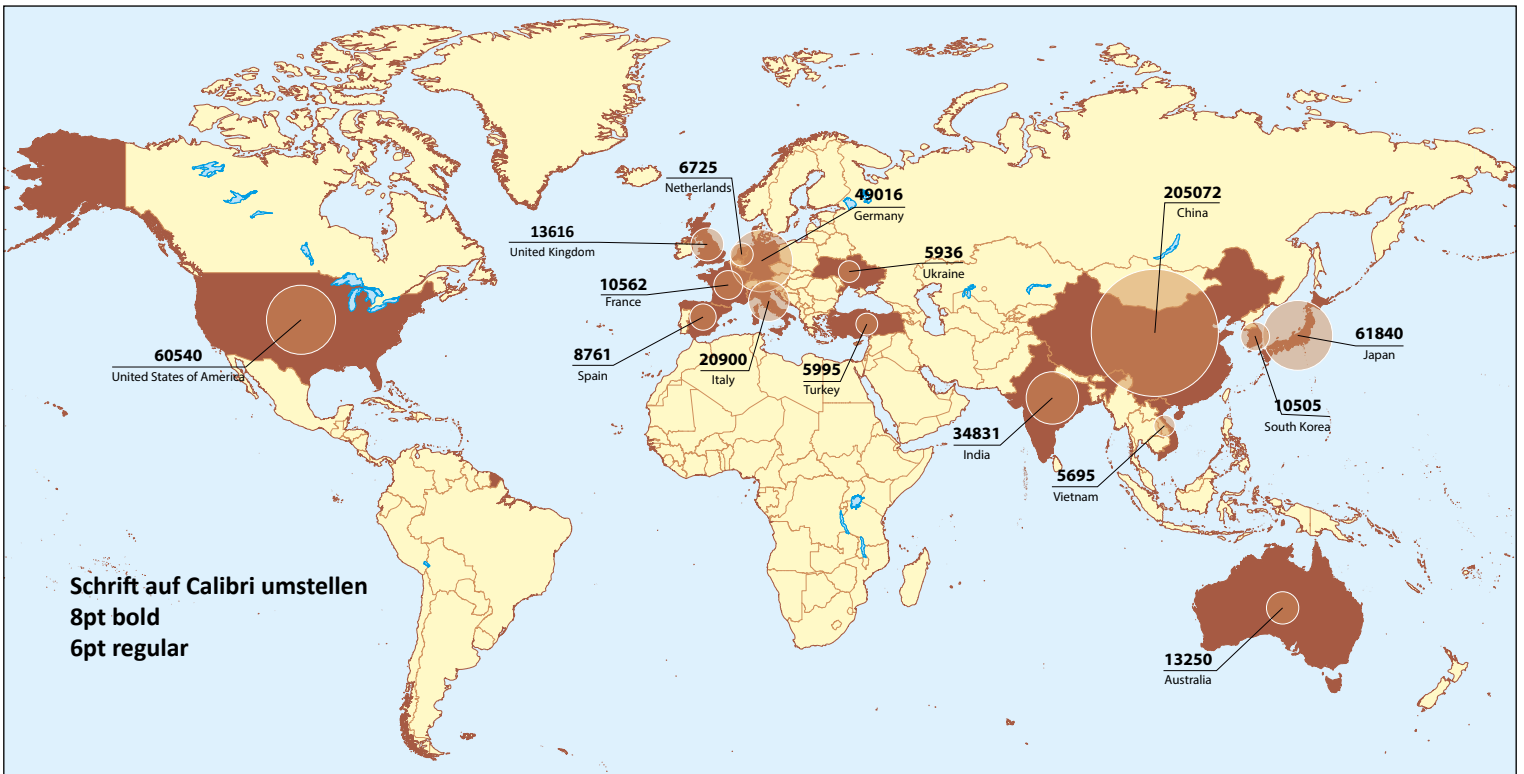 6725
Netherlands
49016
Germany
205072
China
13616
United Kingdom
5936
Ukraine
10562
France
61840
Japan
60540
United States of America
8761
Spain
20900
Italy
5995
Turkey
10505
South Korea
34831
India
5695
Vietnam
Schrift auf Calibri umstellen
8pt bold
6pt regular
13250
Australia